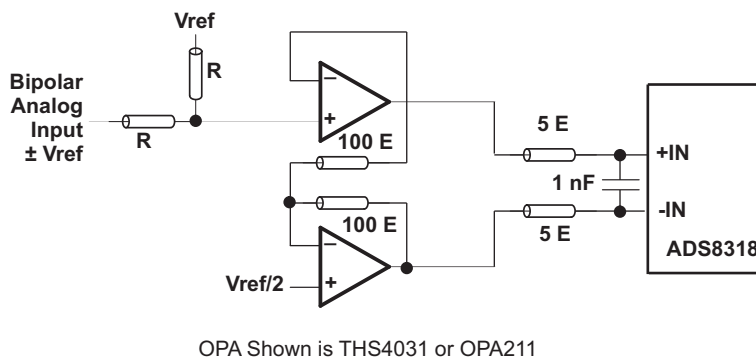 Vref
R
Bipolar
Analog
Input
± Vref
R
−
+
100 E
100 E
−
+
Vref/2
5 E
1 nF
5 E
+IN
-IN
ADS8318
OPA Shown is THS4031 or OPA211